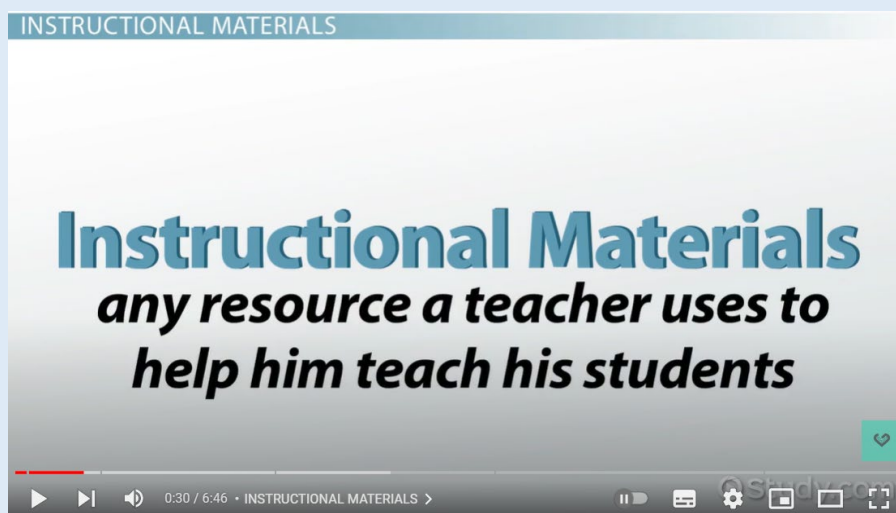 INSTRUCTIONAL MATERIALS
Instructional Materials
any resource a teacher uses to
help him teach his students
0:30 / 6:46 • INSTRUCTIONAL MATERIALS >
Study.com